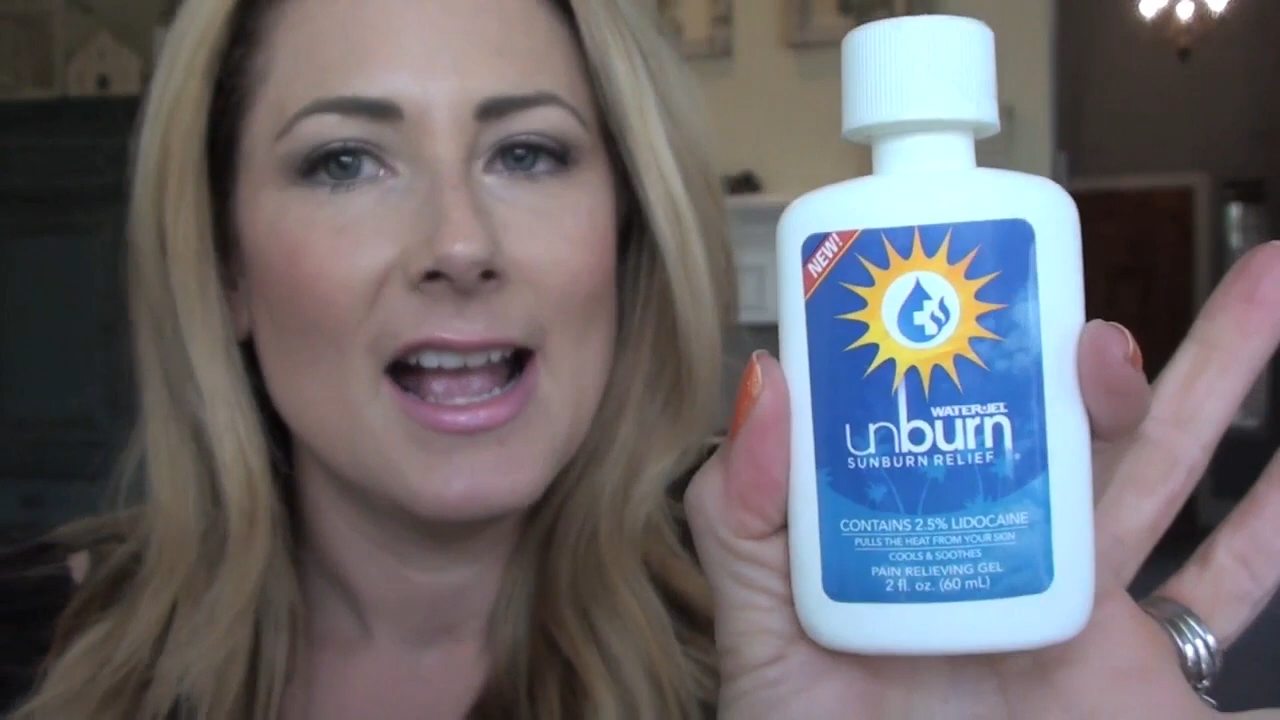 NEW!
WATER·JEL
unburn
SUNBURN RELIEF
CONTAINS 2.5% LIDOCAINE
PULLS THE HEAT FROM YOUR SKIN
COOLS & SOOTHES
PAIN RELIEVING GEL
2 fl. oz. (60 mL)